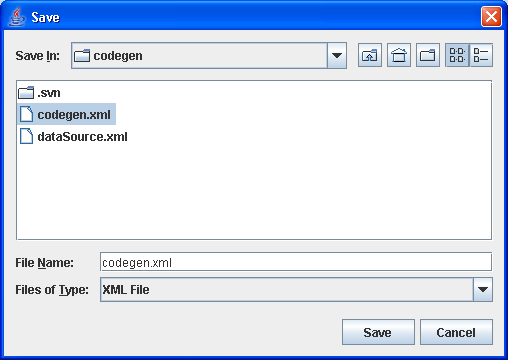 Save
Save In: codegen
.svn
codegen.xml
dataSource.xml
File Name: codegen.xml
Files of Type: XML File
Save Cancel